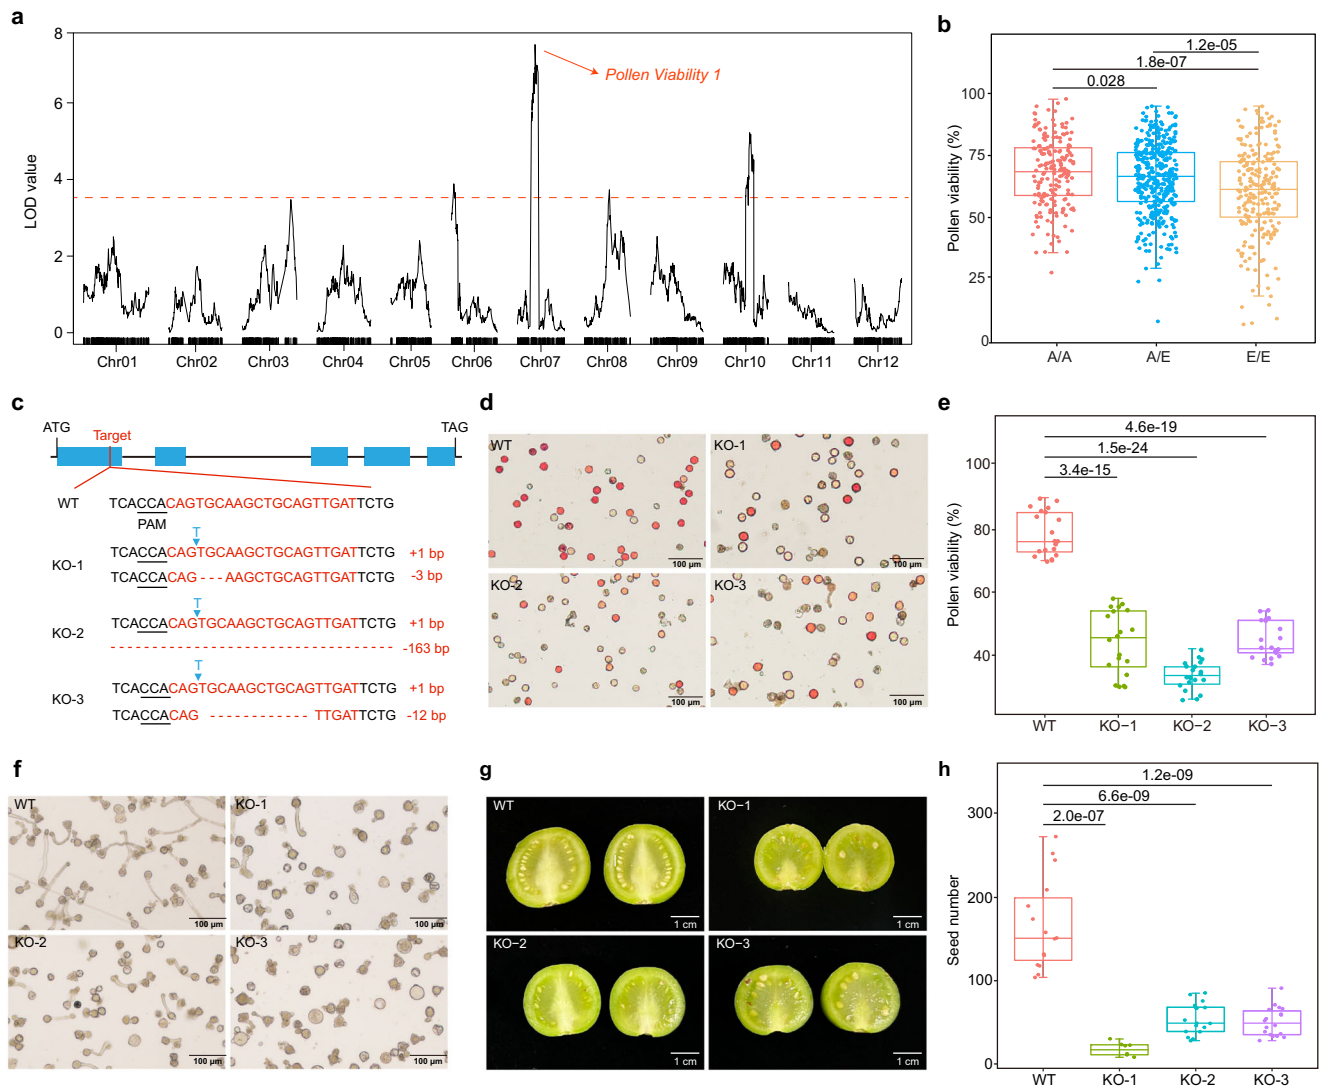 a
8
6
4
2
0
LOD value
Pollen Viability 1
Chr01 Chr02 Chr03 Chr04 Chr05 Chr06 Chr07 Chr08 Chr09 Chr10 Chr11 Chr12
b
1.2e-05
1.8e-07
0.028
100
75
50
25
0
Pollen viability (%)
A/A A/E E/E
c
ATG
Target
TAG
WT TCACCACAGTGCAAGCTGCAGTTGATTCTG
PAM
T
TCACCACAGTGCAAGCTGCAGTTGATTCTG +1 bp
KO-1
TCACCACAG---AAGCTGCAGTTGATTCTG -3 bp
T
TCACCACAGTGCAAGCTGCAGTTGATTCTG +1 bp
KO-2
-163 bp
T
TCACCACAGTGCAAGCTGCAGTTGATTCTG +1 bp
KO-3
TCACCACAG ------------ TTGATTCTG -12 bp
d
WT
100 µm
KO-1
100 µm
KO-2
100 µm
KO-3
100 µm
e
4.6e-19
1.5e-24
3.4e-15
100
80
60
40
Pollen viability (%)
WT KO−1 KO−2 KO−3
f
WT
100 µm
KO-1
100 µm
KO-2
100 µm
KO-3
100 µm
g
WT
1 cm
KO−1
1 cm
KO−2
1 cm
KO−3
1 cm
h
1.2e-09
6.6e-09
2.0e-07
300
200
100
0
Seed number
WT KO-1 KO-2 KO-3